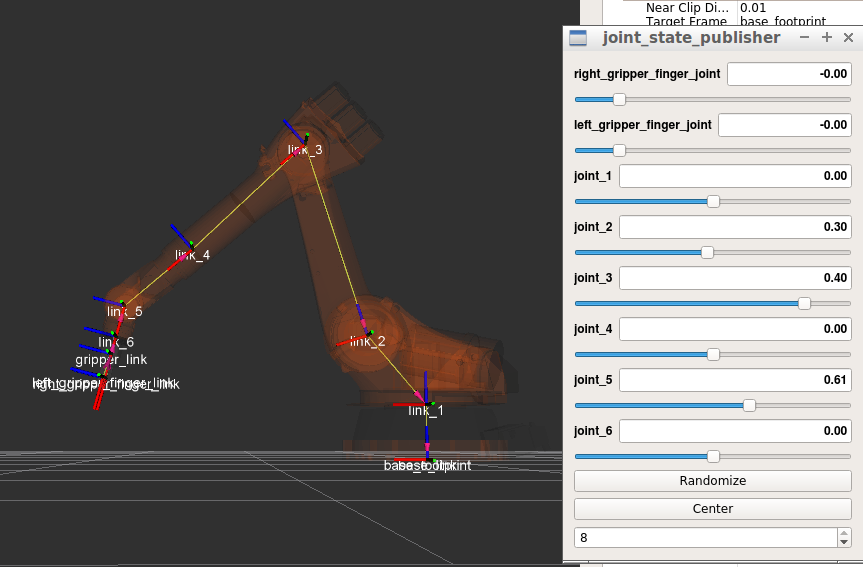 Near Clip Di... 0.01
Target Frame base_footprint
joint_state_publisher
right_gripper_finger_joint -0.00
left_gripper_finger_joint -0.00
joint_1 0.00
joint_2 0.30
joint_3 0.40
joint_4 0.00
joint_5 0.61
joint_6 0.00
Randomize
Center
8
link_3
link_4
link_5
link_6
gripper_link
left_gripper_finger_link
right_gripper_finger_link
link_2
link_1
base_link
base_footprint